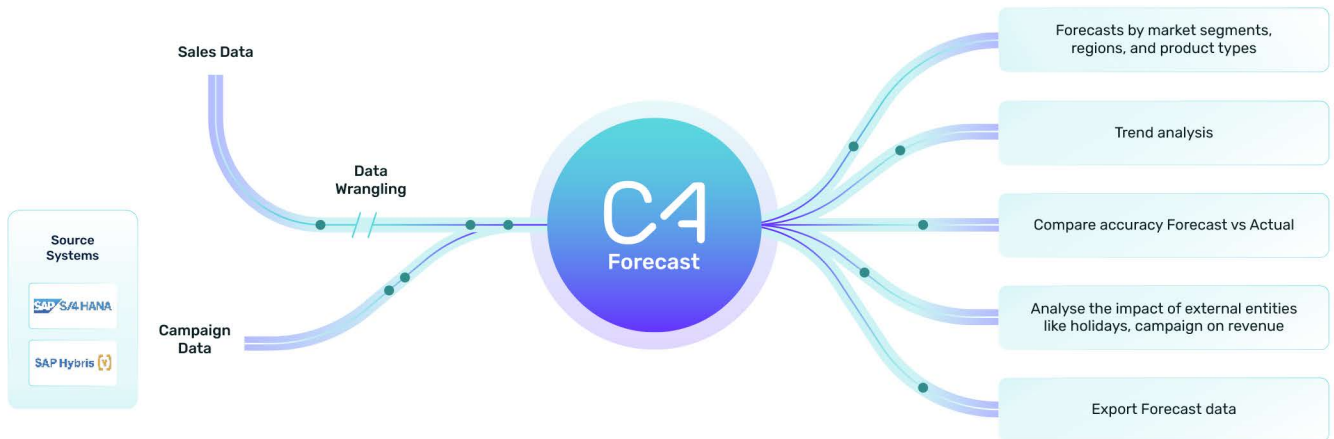 Sales Data
Data
Wrangling
Source
Systems
SAP S/4HANA
SAP Hybris (Y)
Campaign
Data
C4
Forecast
Forecasts by market segments,
regions, and product types
Trend analysis
Compare accuracy Forecast vs Actual
Analyse the impact of external entities
like holidays, campaign on revenue
Export Forecast data